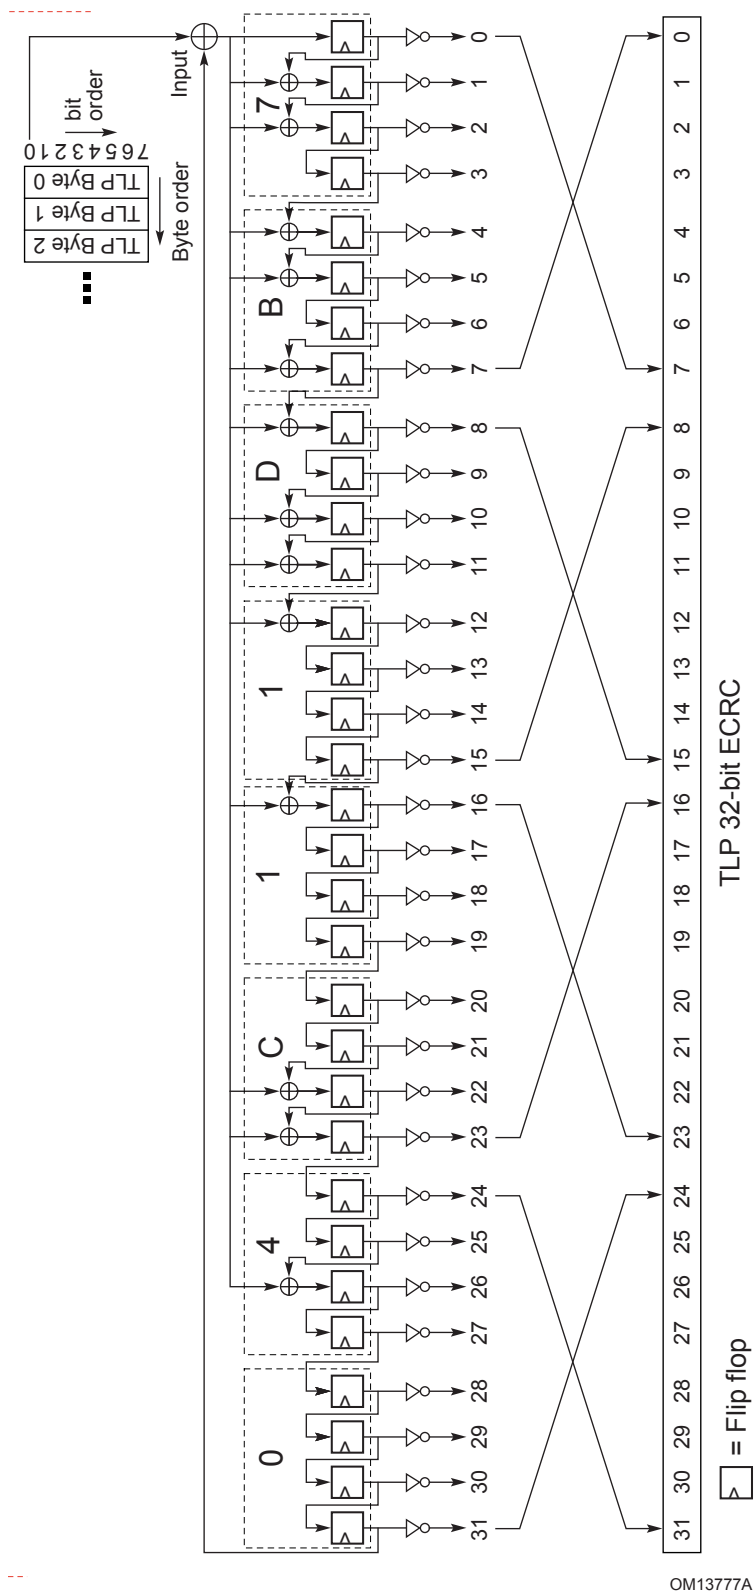 Input
bit
order
7 6 5 4 3 2 1 0
TLP Byte 0
TLP Byte 1
TLP Byte 2
Byte order
0 4 C 1 1 D B 7
31 30 29 28 27 26 25 24 23 22 21 20 19 18 17 16 15 14 13 12 11 10 9 8 7 6 5 4 3 2 1 0
31 30 29 28 27 26 25 24 23 22 21 20 19 18 17 16 15 14 13 12 11 10 9 8 7 6 5 4 3 2 1 0
TLP 32-bit ECRC
= Flip flop
OM13777A